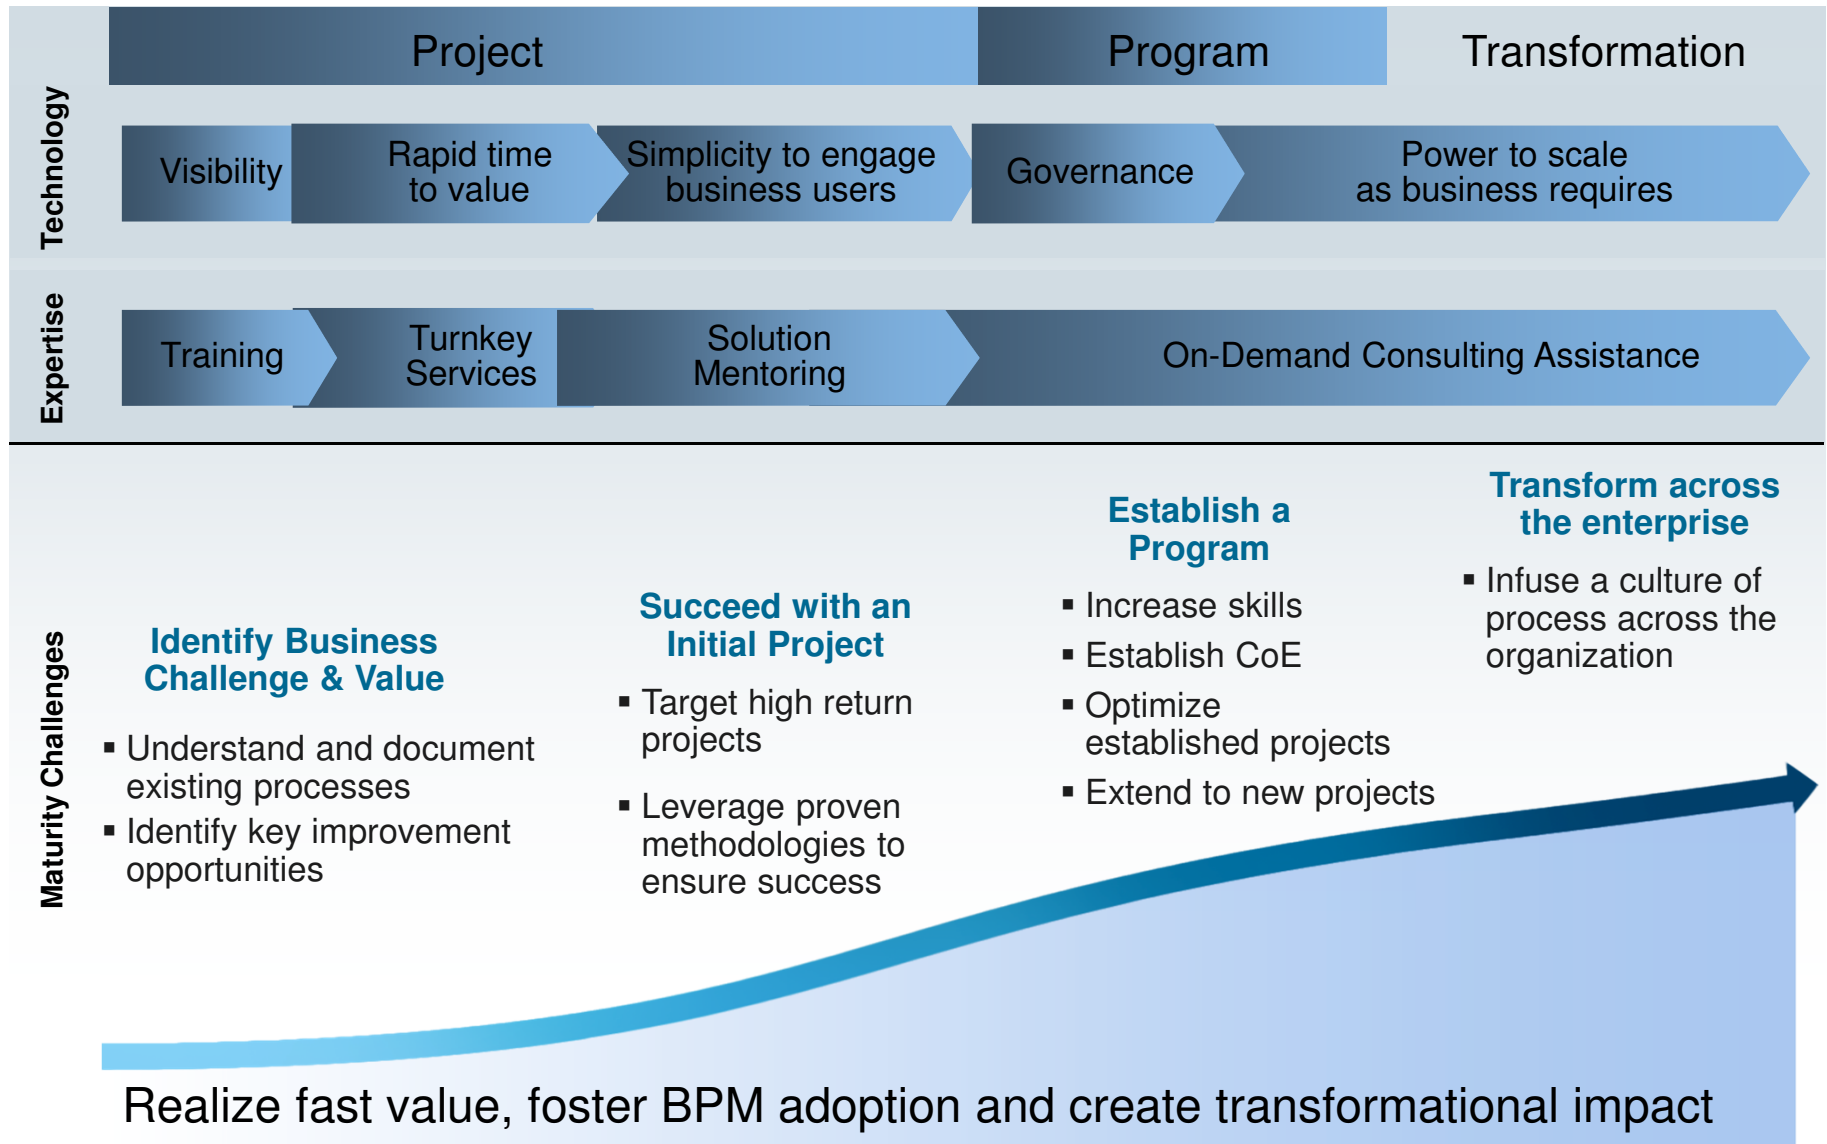 Project
Program
Transformation
Technology
Visibility
Rapid time
to value
Simplicity to engage
business users
Governance
Power to scale
as business requires
Expertise
Training
Turnkey
Services
Solution
Mentoring
On-Demand Consulting Assistance
Maturity Challenges
Identify Business
Challenge & Value
▪ Understand and document
existing processes
▪ Identify key improvement
opportunities
Succeed with an
Initial Project
▪ Target high return
projects
▪ Leverage proven
methodologies to
ensure success
Establish a
Program
▪ Increase skills
▪ Establish CoE
▪ Optimize
established projects
▪ Extend to new projects
Transform across
the enterprise
▪ Infuse a culture of
process across the
organization
Realize fast value, foster BPM adoption and create transformational impact